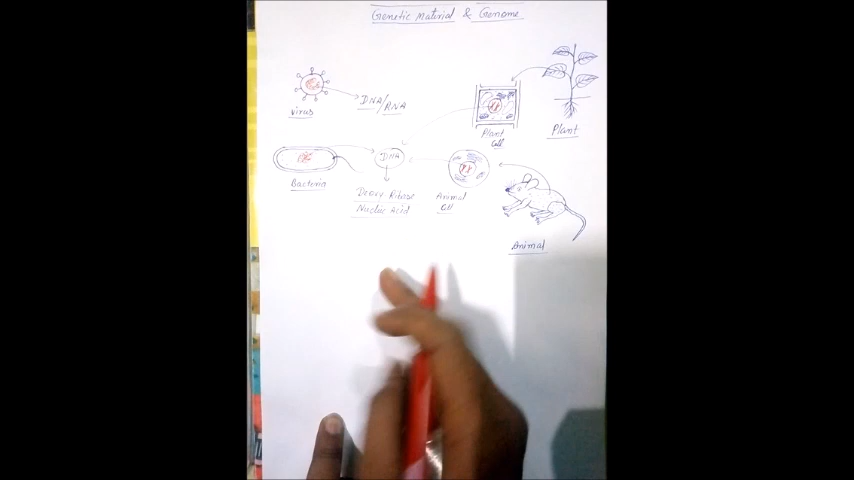 Genetic Material & Genome
Virus
DNA/RNA
Plant
Cell
Plant
Bacteria
DNA
Deoxy Ribose
Nucleic Acid
Animal
Cell
Animal